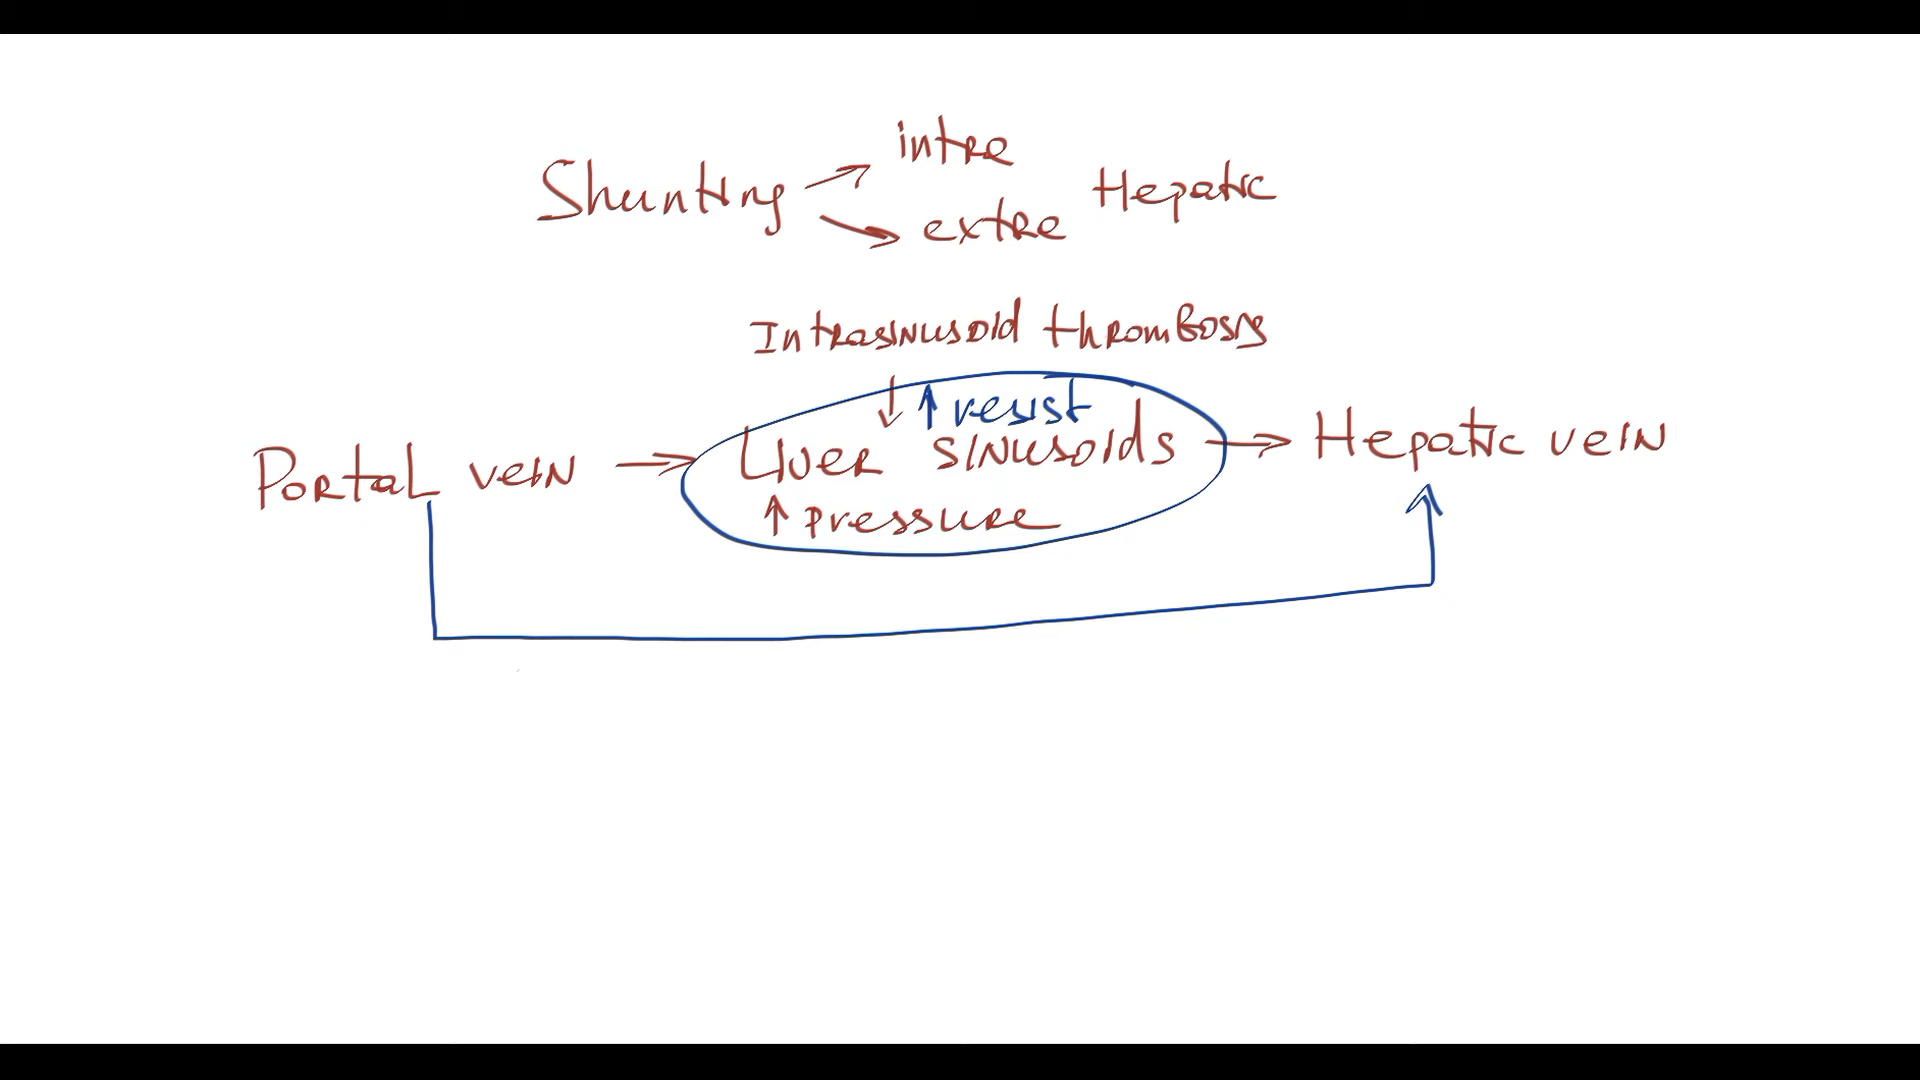 Shunting → intra
→ extra Hepatic
Intrasinusoid thrombosis
↓ ↑ resist
Portal vein → Liver sinusoids → Hepatic vein
↑ pressure